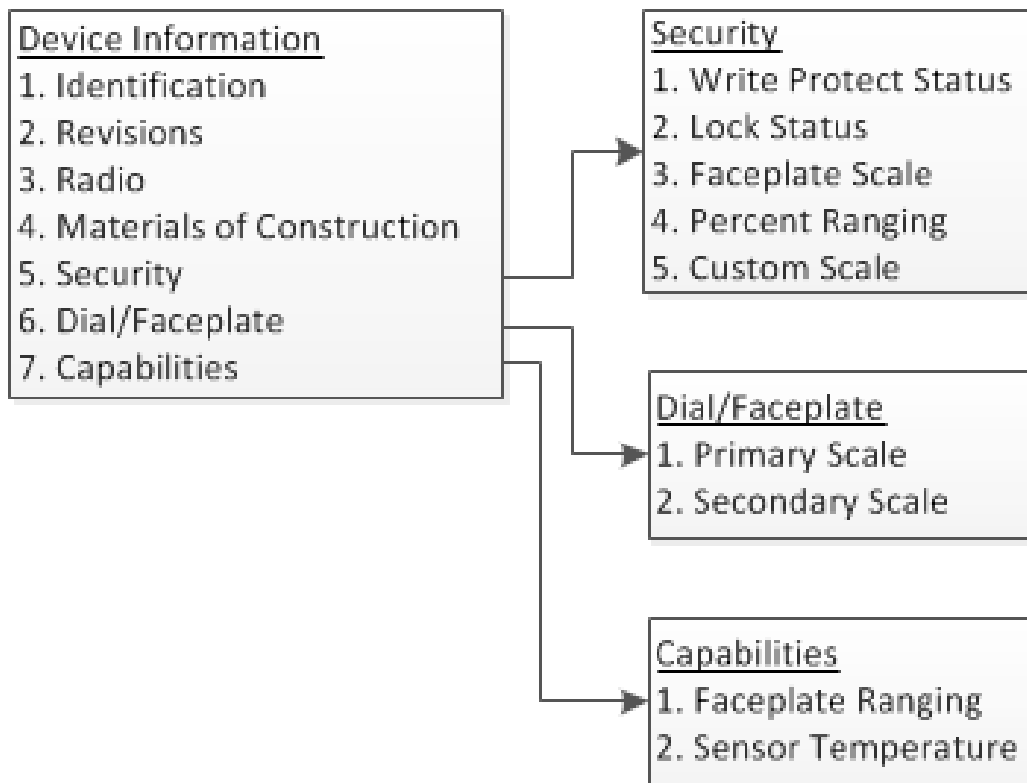 Device Information
1. Identification
2. Revisions
3. Radio
4. Materials of Construction
5. Security
6. Dial/Faceplate
7. Capabilities
Security
1. Write Protect Status
2. Lock Status
3. Faceplate Scale
4. Percent Ranging
5. Custom Scale
Dial/Faceplate
1. Primary Scale
2. Secondary Scale
Capabilities
1. Faceplate Ranging
2. Sensor Temperature